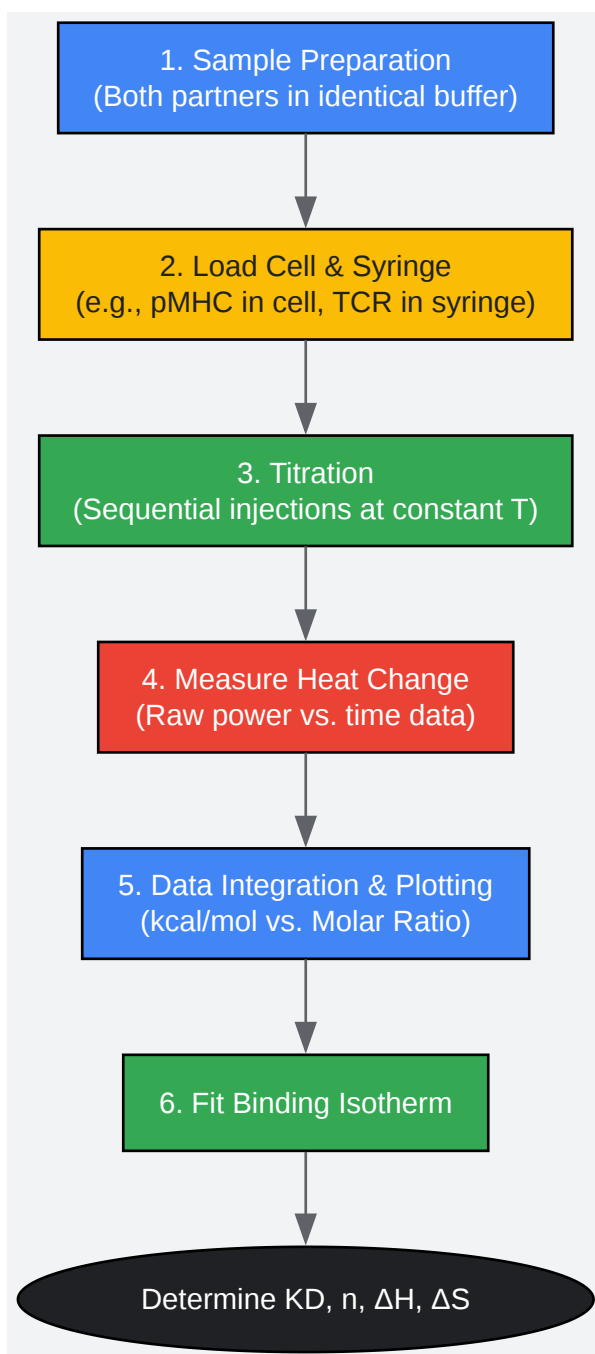 1. Sample Preparation
(Both partners in identical buffer)
2. Load Cell & Syringe
(e.g., pMHC in cell, TCR in syringe)
3. Titration
(Sequential injections at constant T)
4. Measure Heat Change
(Raw power vs. time data)
5. Data Integration & Plotting
(kcal/mol vs. Molar Ratio)
6. Fit Binding Isotherm
Determine KD, n, ΔH, ΔS